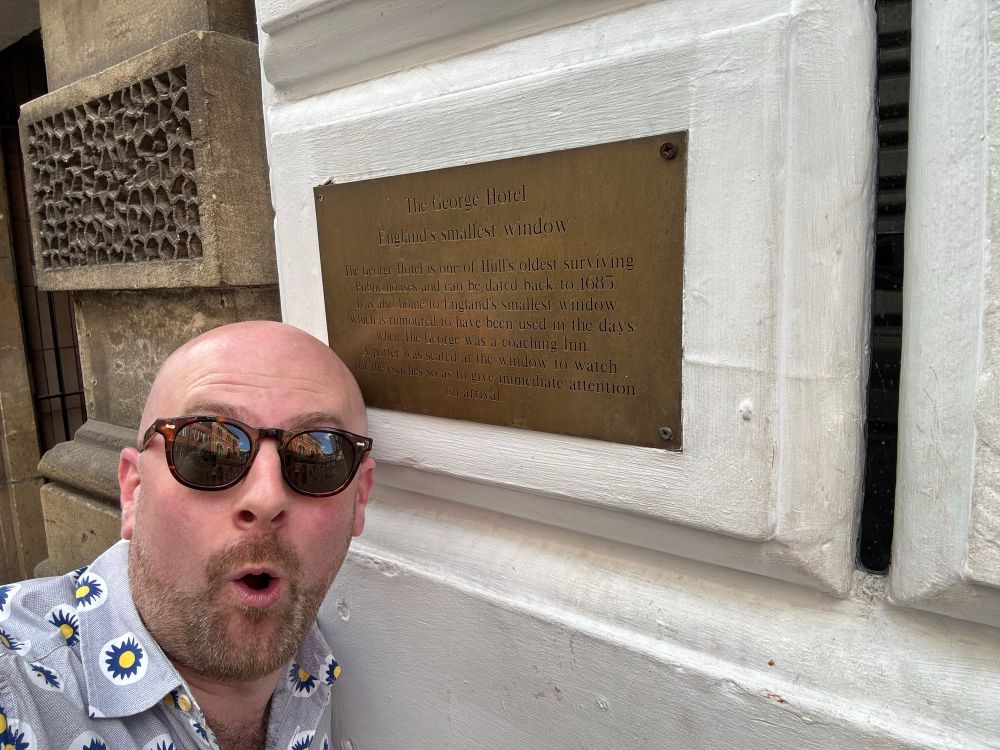 The George Hotel
England's smallest window
The George Hotel is one of Hull's oldest surviving
Public houses and can be dated back to 1683.
It is also home to England's smallest window
which is rumoured to have been used in the days
when The George was a coaching Inn.
A porter was seated at the window to watch
for the coaches so as to give immediate attention
on arrival